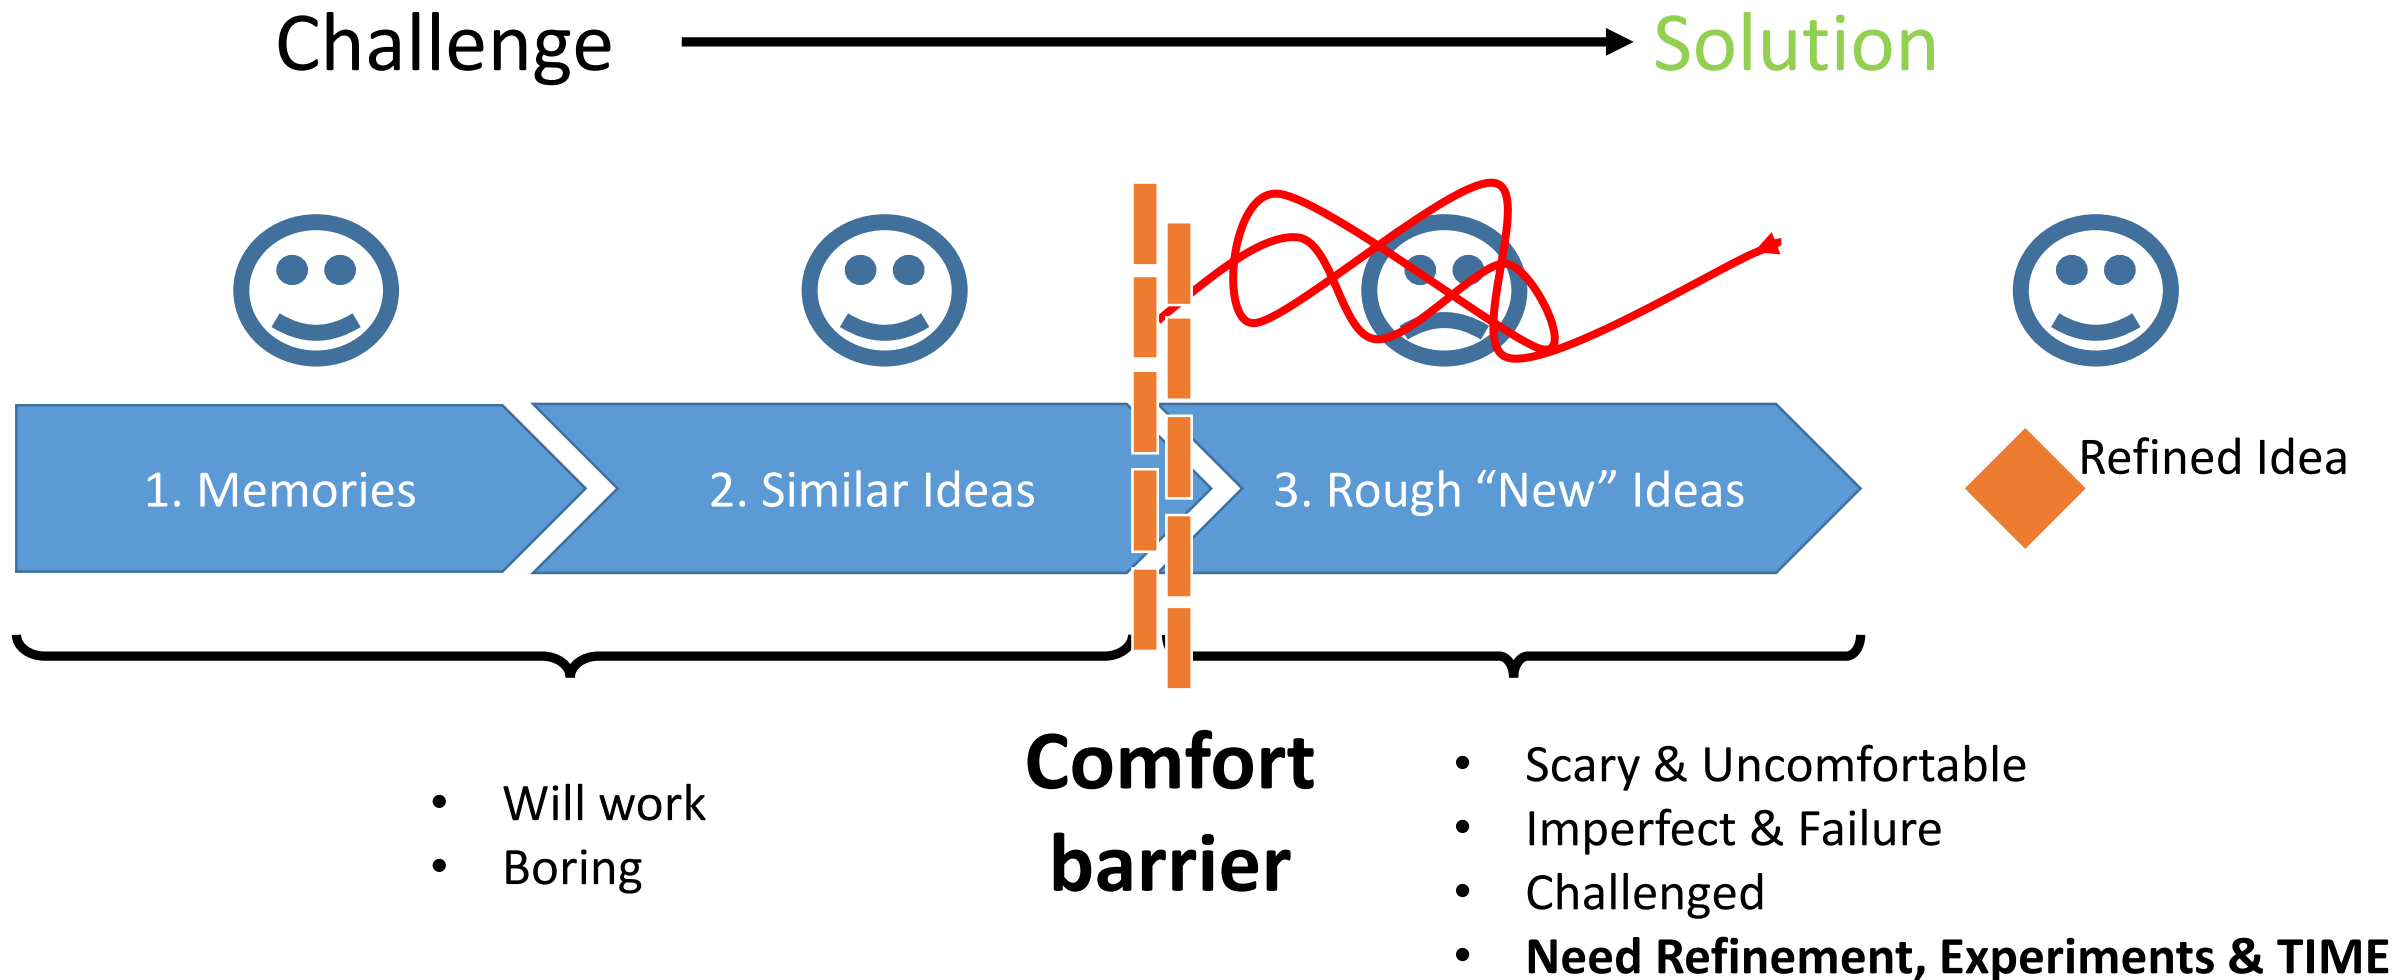 Challenge
Solution
1. Memories
2. Similar Ideas
3. Rough “New” Ideas
Refined Idea
• Will work
• Boring
Comfort
barrier
• Scary & Uncomfortable
• Imperfect & Failure
• Challenged
• Need Refinement, Experiments & TIME